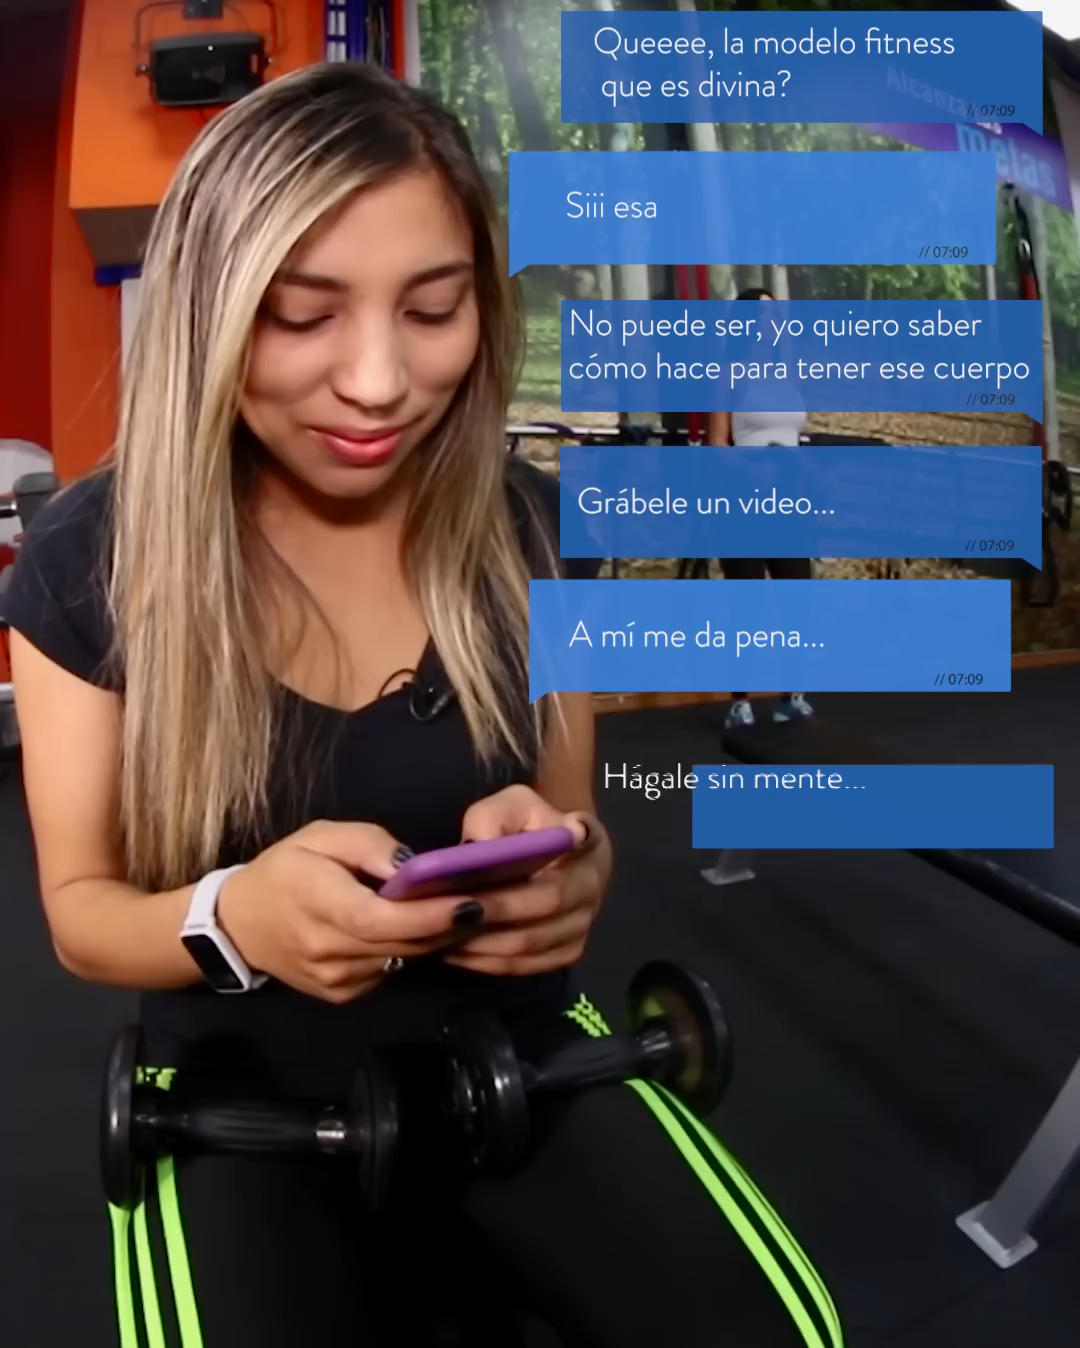 Queeee, la modelo fitness
que es divina?
// 07:09
Alcanza
metas
Siii esa
// 07:09
No puede ser, yo quiero saber
cómo hace para tener ese cuerpo
// 07:09
Grábele un video...
// 07:09
A mí me da pena...
// 07:09
Hágale sin mente...